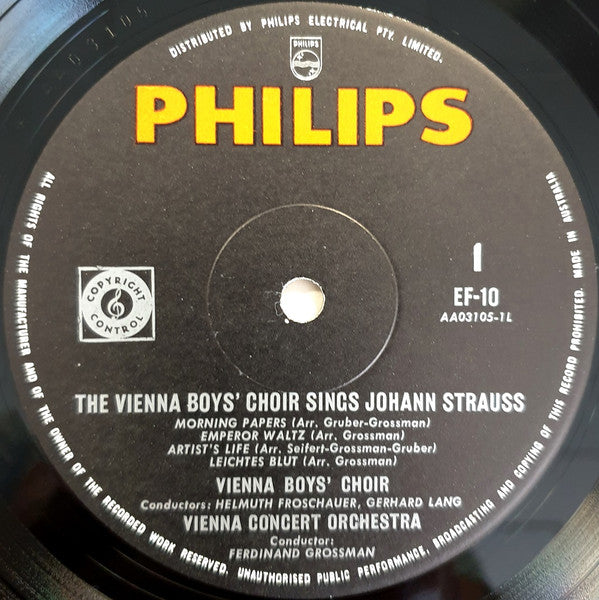 DISTRIBUTED BY PHILIPS ELECTRICAL PTY. LIMITED.
PHILIPS
PHILIPS
COPYRIGHT CONTROL
1
EF-10
AA03105-1L
THE VIENNA BOYS' CHOIR SINGS JOHANN STRAUSS
MORNING PAPERS (Arr. Gruber-Grossman)
EMPEROR WALTZ (Arr. Grossman)
ARTIST'S LIFE (Arr. Seifert-Grossman-Gruber)
LEICHTES BLUT (Arr. Grossman)
VIENNA BOYS' CHOIR
Conductors: HELMUTH FROSCHAUER, GERHARD LANG
VIENNA CONCERT ORCHESTRA
Conductor:
FERDINAND GROSSMAN
ALL RIGHTS OF THE MANUFACTURER AND OF THE OWNER OF THE RECORDED WORK RESERVED. UNAUTHORISED PUBLIC PERFORMANCE, BROADCASTING AND COPYING OF THIS RECORD PROHIBITED. MADE IN AUSTRALIA